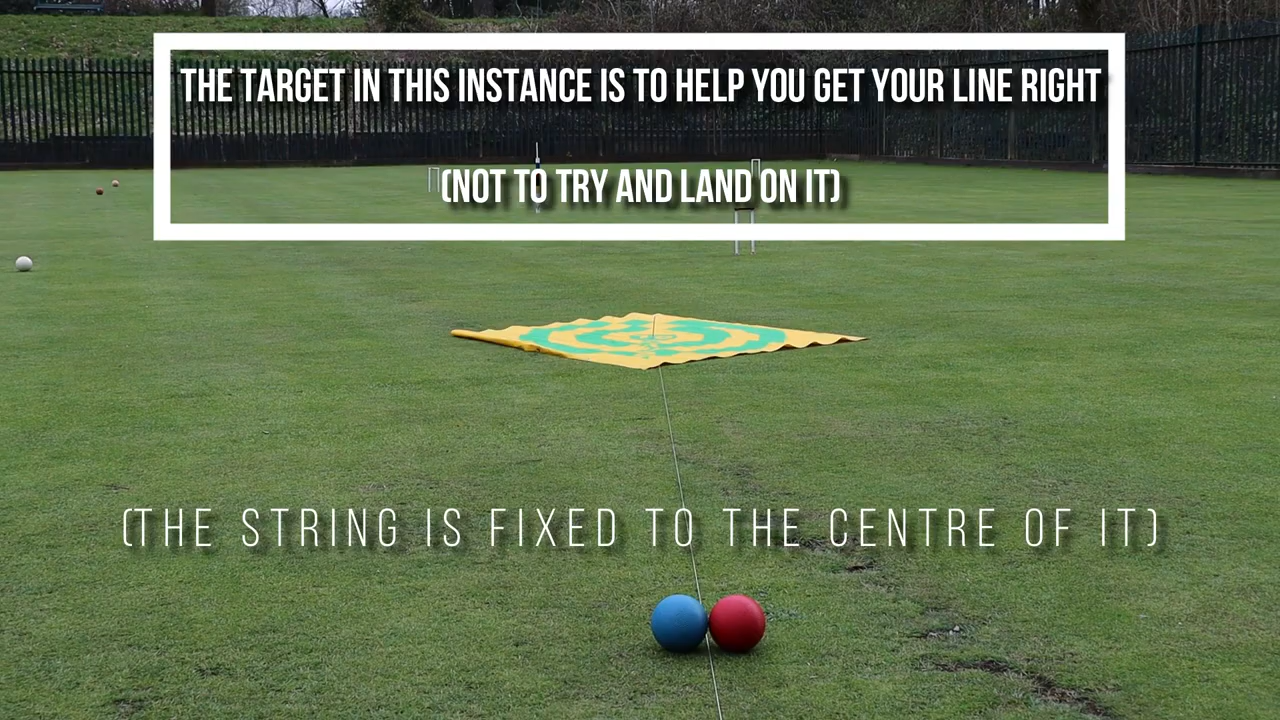 THE TARGET IN THIS INSTANCE IS TO HELP YOU GET YOUR LINE RIGHT
(NOT TO TRY AND LAND ON IT)
(THE STRING IS FIXED TO THE CENTRE OF IT)